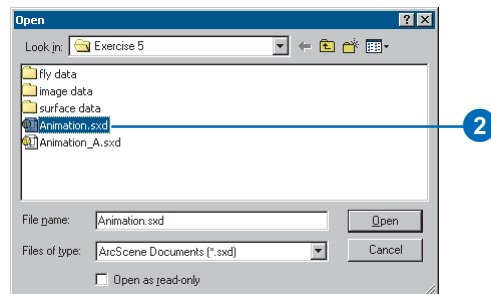 Open
Look in: Exercise 5
fly data
image data
surface data
Animation.sxd
Animation_A.sxd
2
File name: Animation.sxd Open
Files of type: ArcScene Documents (*.sxd) Cancel
Open as read-only